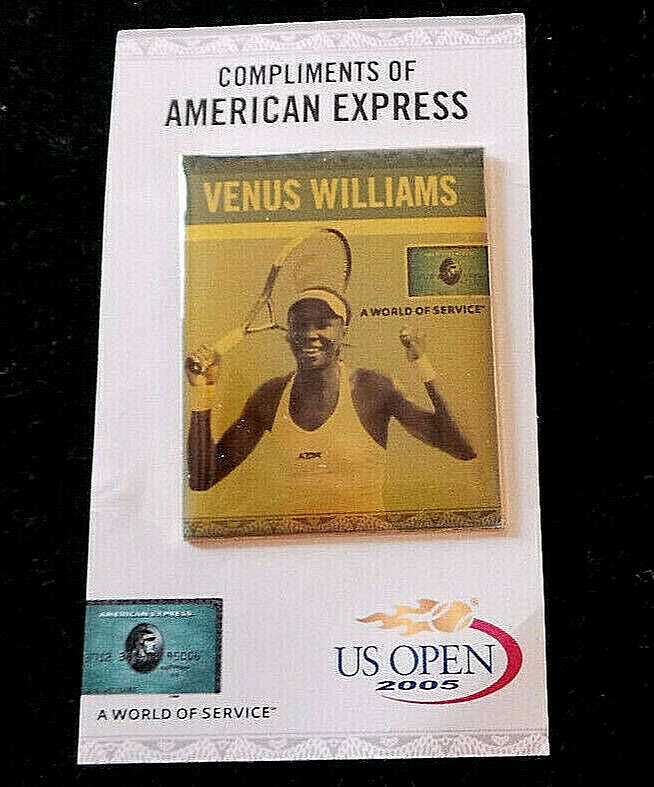 COMPLIMENTS OF
AMERICAN EXPRESS
VENUS WILLIAMS
A WORLD OF SERVICE℠
AMERICAN EXPRESS
US OPEN®
2005
A WORLD OF SERVICE℠